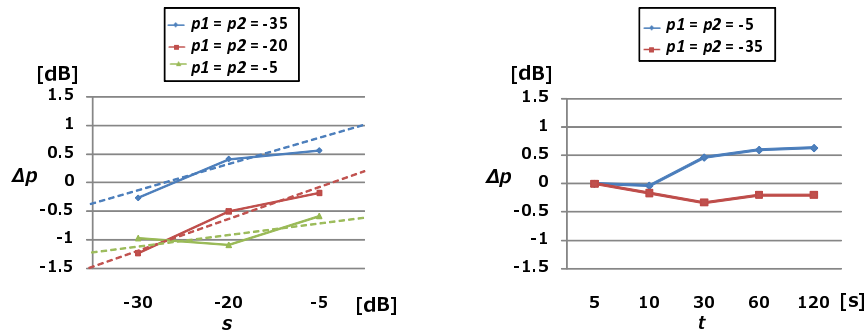 p1 = p2 = -35
p1 = p2 = -20
p1 = p2 = -5
[dB]
1.5
1
0.5
0
-0.5
-1
-1.5
Δp
-30 -20 -5 [dB]
s
p1 = p2 = -5
p1 = p2 = -35
[dB]
1.5
1
0.5
0
-0.5
-1
-1.5
Δp
5 10 30 60 120 [s]
t